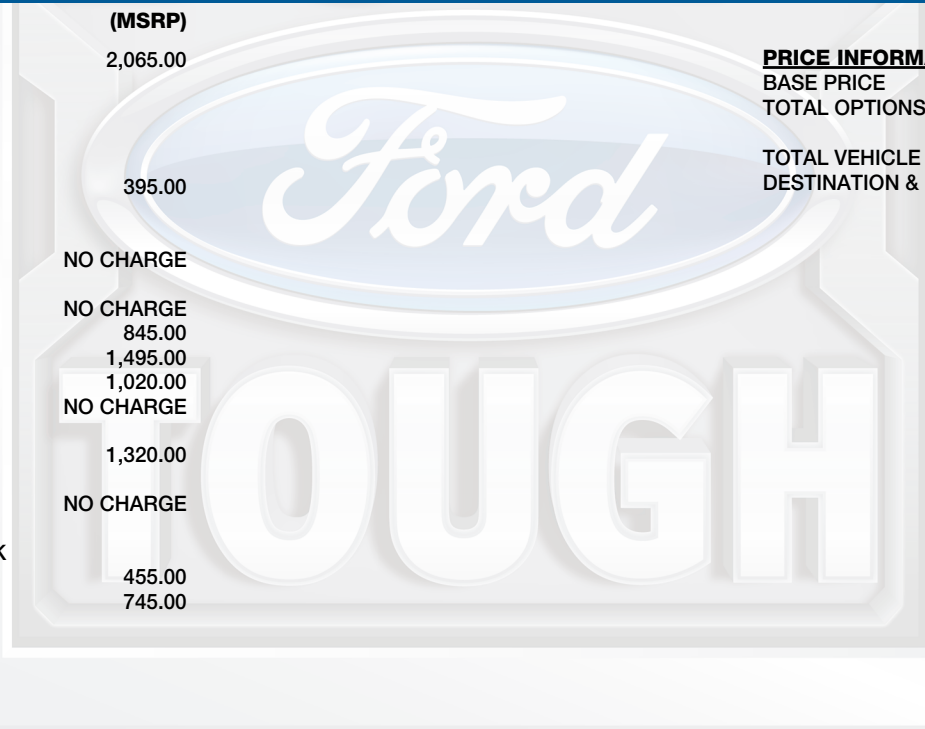 (MSRP)
2,065.00
395.00
NO CHARGE
NO CHARGE
845.00
1,495.00
1,020.00
NO CHARGE
1,320.00
NO CHARGE
K
455.00
745.00
PRICE INFORMA
BASE PRICE
TOTAL OPTIONS
TOTAL VEHICLE
DESTINATION &
Ford
TOUGH